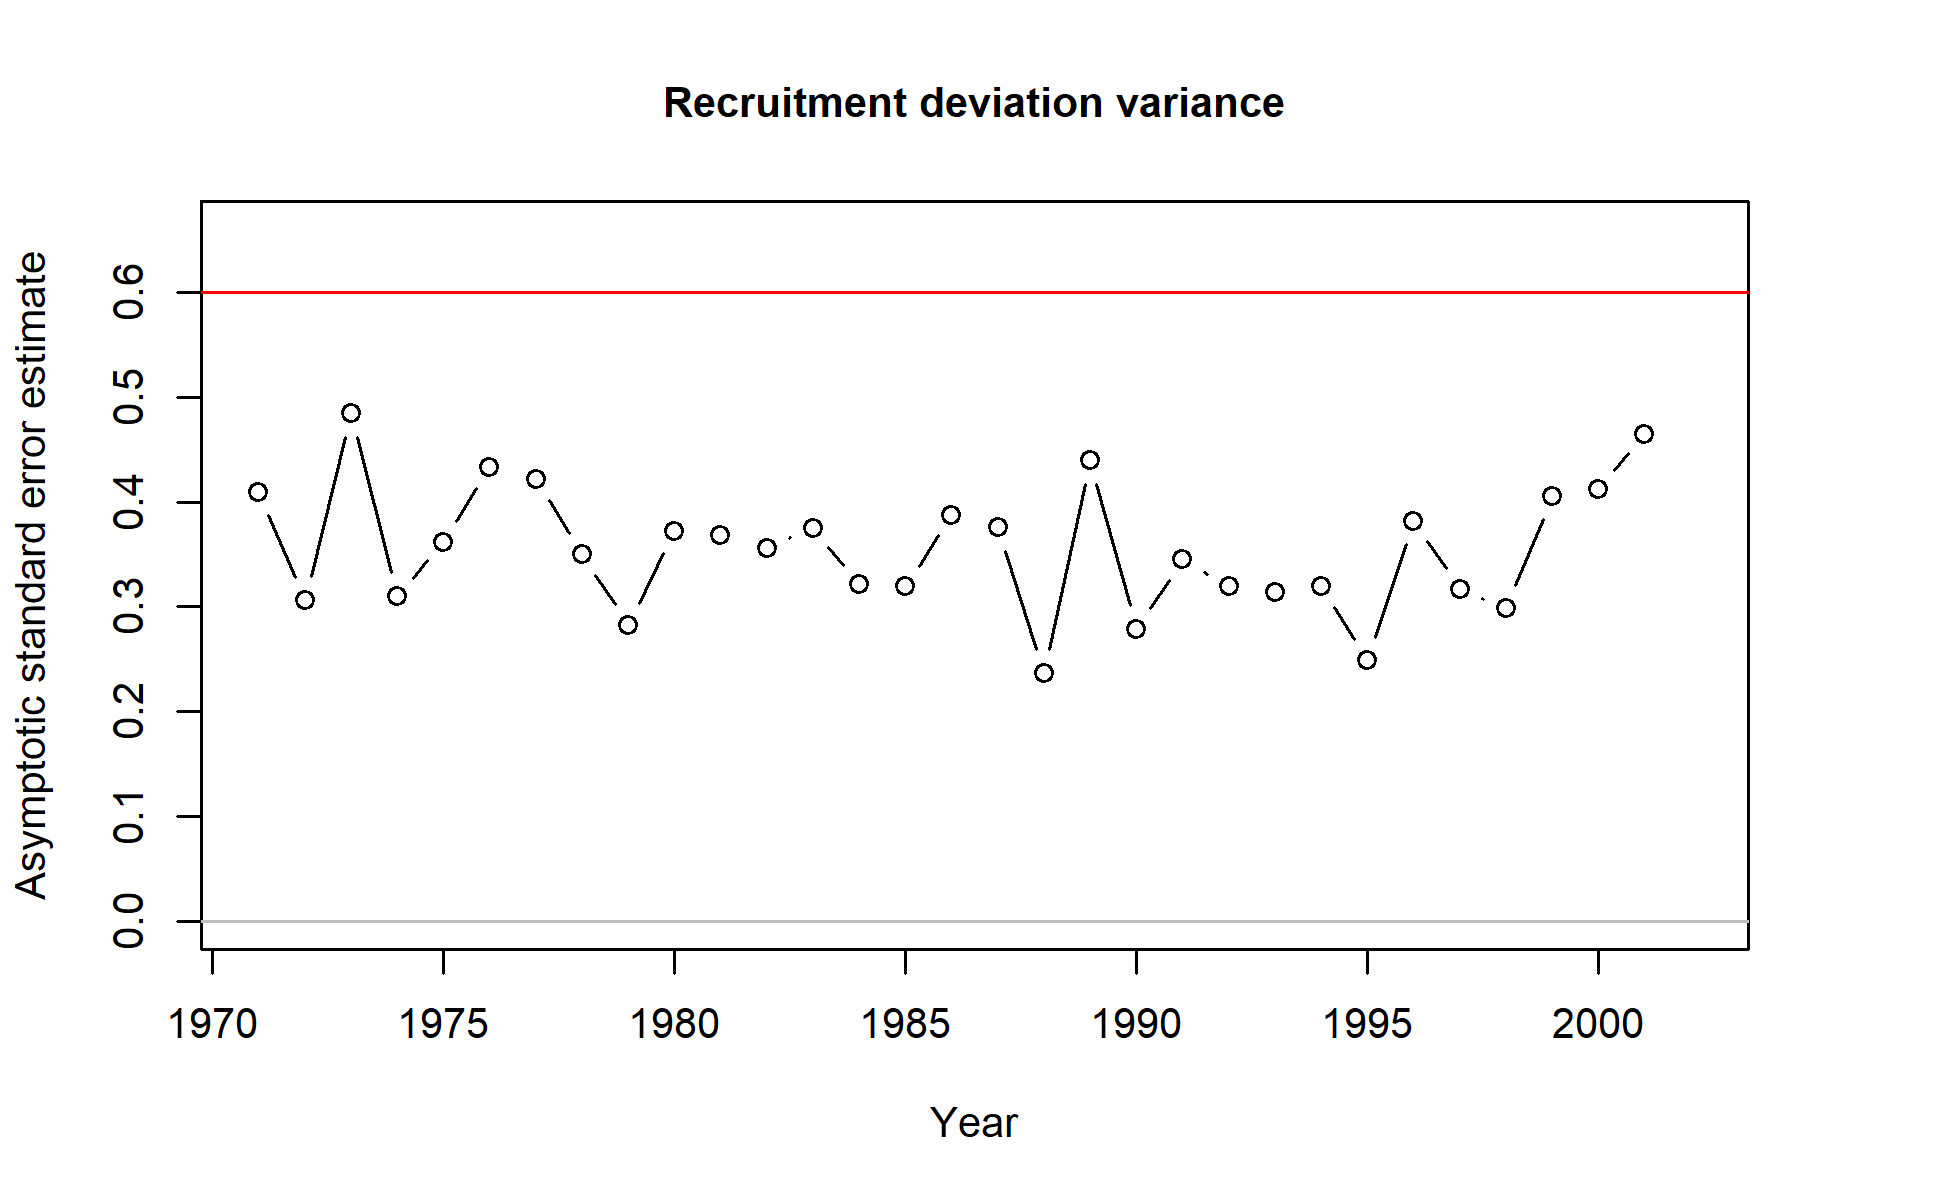 Recruitment deviation variance
Asymptotic standard error estimate
0.6
0.5
0.4
0.3
0.2
0.1
0.0
1970 1975 1980 1985 1990 1995 2000
Year